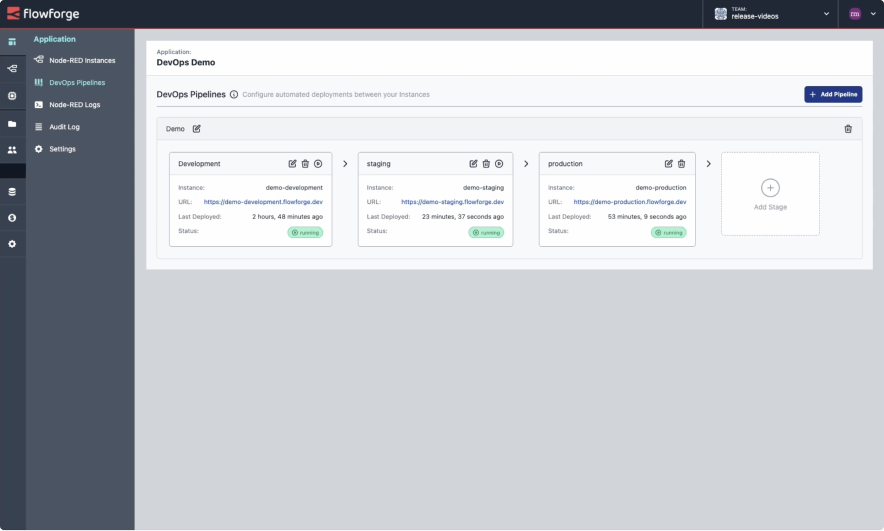 flowforge
TEAM:
release-videos
rm
Application
Node-RED Instances
DevOps Pipelines
Node-RED Logs
Audit Log
Settings
Application:
DevOps Demo
DevOps Pipelines Configure automated deployments between your Instances
+ Add Pipeline
Demo
Development
Instance: demo-development
URL: https://demo-development.flowforge.dev
Last Deployed: 2 hours, 48 minutes ago
Status: running
staging
Instance: demo-staging
URL: https://demo-staging.flowforge.dev
Last Deployed: 23 minutes, 37 seconds ago
Status: running
production
Instance: demo-production
URL: https://demo-production.flowforge.dev
Last Deployed: 53 minutes, 9 seconds ago
Status: running
Add Stage